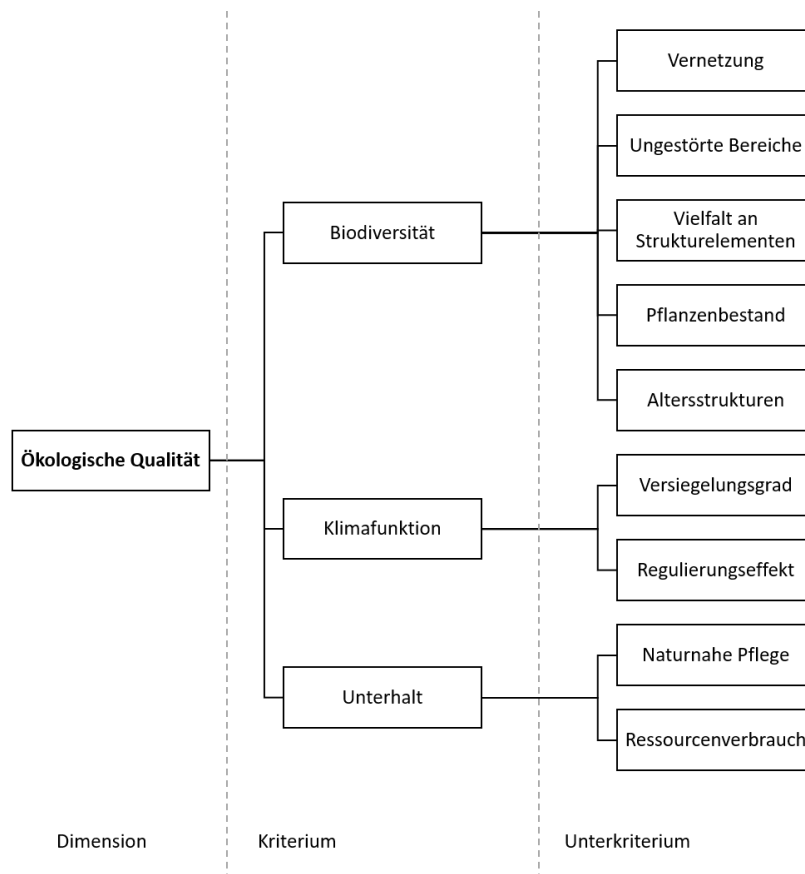 Vernetzung
Ungestörte Bereiche
Vielfalt an
Strukturelementen
Biodiversität
Pflanzenbestand
Altersstrukturen
Ökologische Qualität
Versiegelungsgrad
Klimafunktion
Regulierungseffekt
Naturnahe Pflege
Unterhalt
Ressourcenverbrauch
Dimension
Kriterium
Unterkriterium